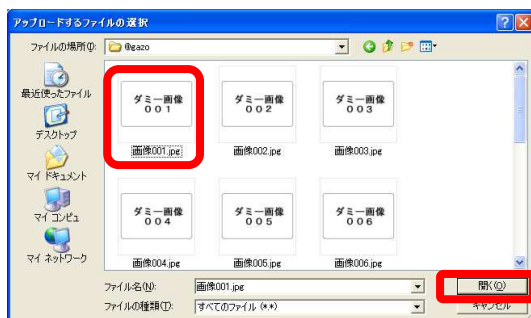 アップロードするファイルの選択
ファイルの場所(I):
@gazo
最近使ったファイル
デスクトップ
マイ ドキュメント
マイ コンピュータ
マイ ネットワーク
ダミー画像
001
画像001.jpg
ダミー画像
002
画像002.jpg
ダミー画像
003
画像003.jpg
ダミー画像
004
画像004.jpg
ダミー画像
005
画像005.jpg
ダミー画像
006
画像006.jpg
ファイル名(N):
画像001.jpg
開く(O)
ファイルの種類(T):
すべてのファイル (*.*)
キャンセル